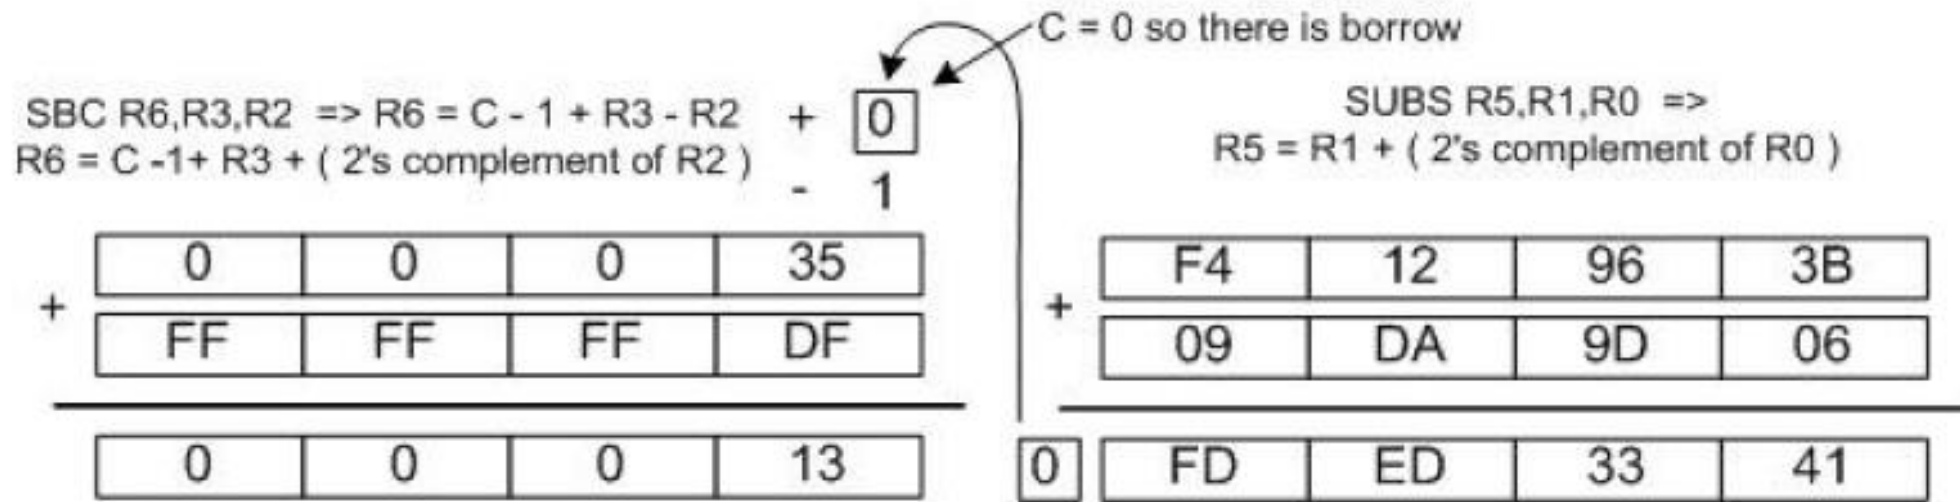 C = 0 so there is borrow
SBC R6,R3,R2 => R6 = C - 1 + R3 - R2
R6 = C -1+ R3 + ( 2's complement of R2 )
+ 0
- 1
SUBS R5,R1,R0 =>
R5 = R1 + ( 2's complement of R0 )
0 0 0 35
+
FF FF FF DF
0 0 0 13
F4 12 96 3B
+
09 DA 9D 06
0 FD ED 33 41